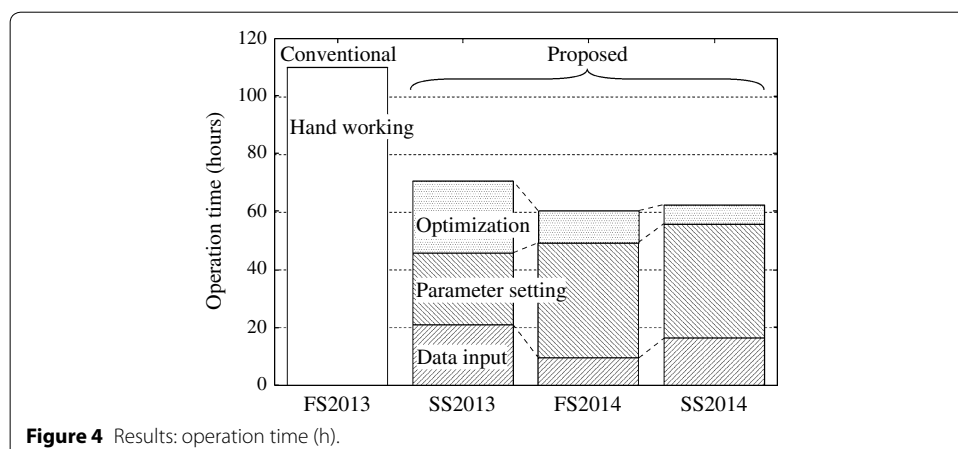 120
Conventional
Proposed
100
Hand working
80
60
Optimization
40
Parameter setting
20
Data input
0
Operation time (hours)
FS2013
SS2013
FS2014
SS2014
Figure 4 Results: operation time (h).